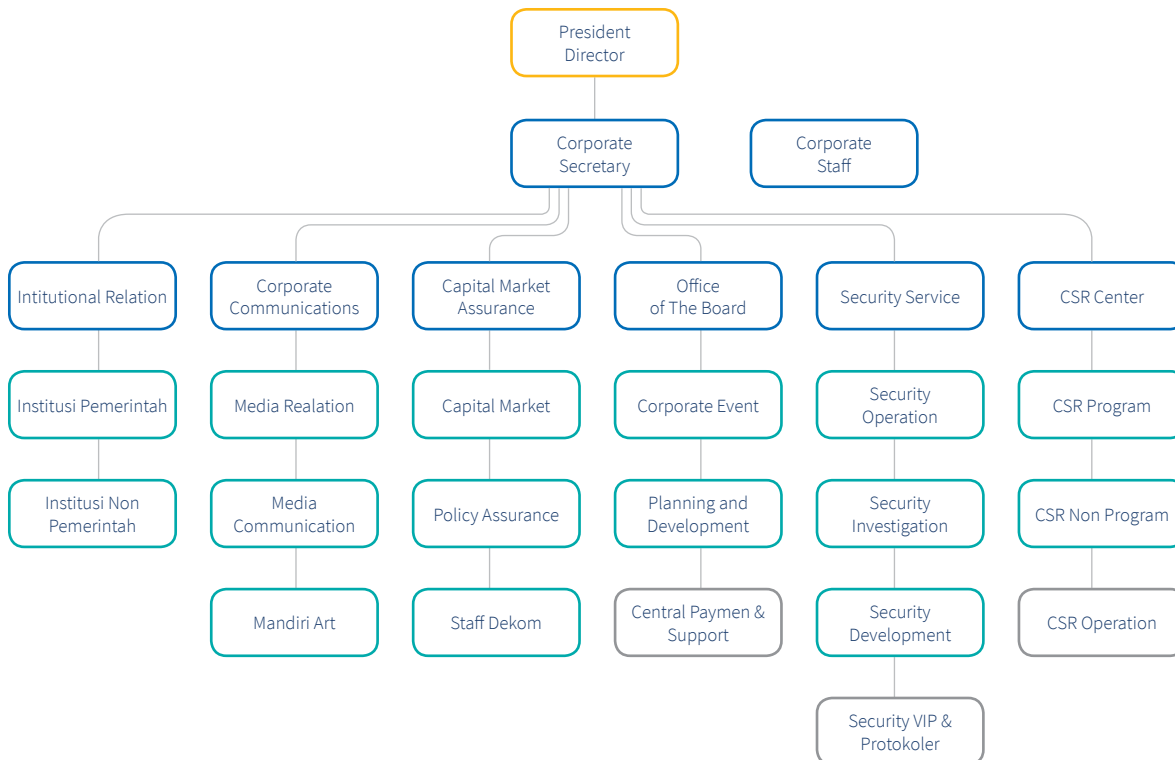 President
Director
Corporate
Secretary
Corporate
Staff
Intitutional Relation
Corporate
Communications
Capital Market
Assurance
Office
of The Board
Security Service
CSR Center
Institusi Pemerintah
Media Realation
Capital Market
Corporate Event
Security
Operation
CSR Program
Institusi Non
Pemerintah
Media
Communication
Policy Assurance
Planning and
Development
Security
Investigation
CSR Non Program
Mandiri Art
Staff Dekom
Central Paymen &
Support
Security
Development
CSR Operation
Security VIP &
Protokoler